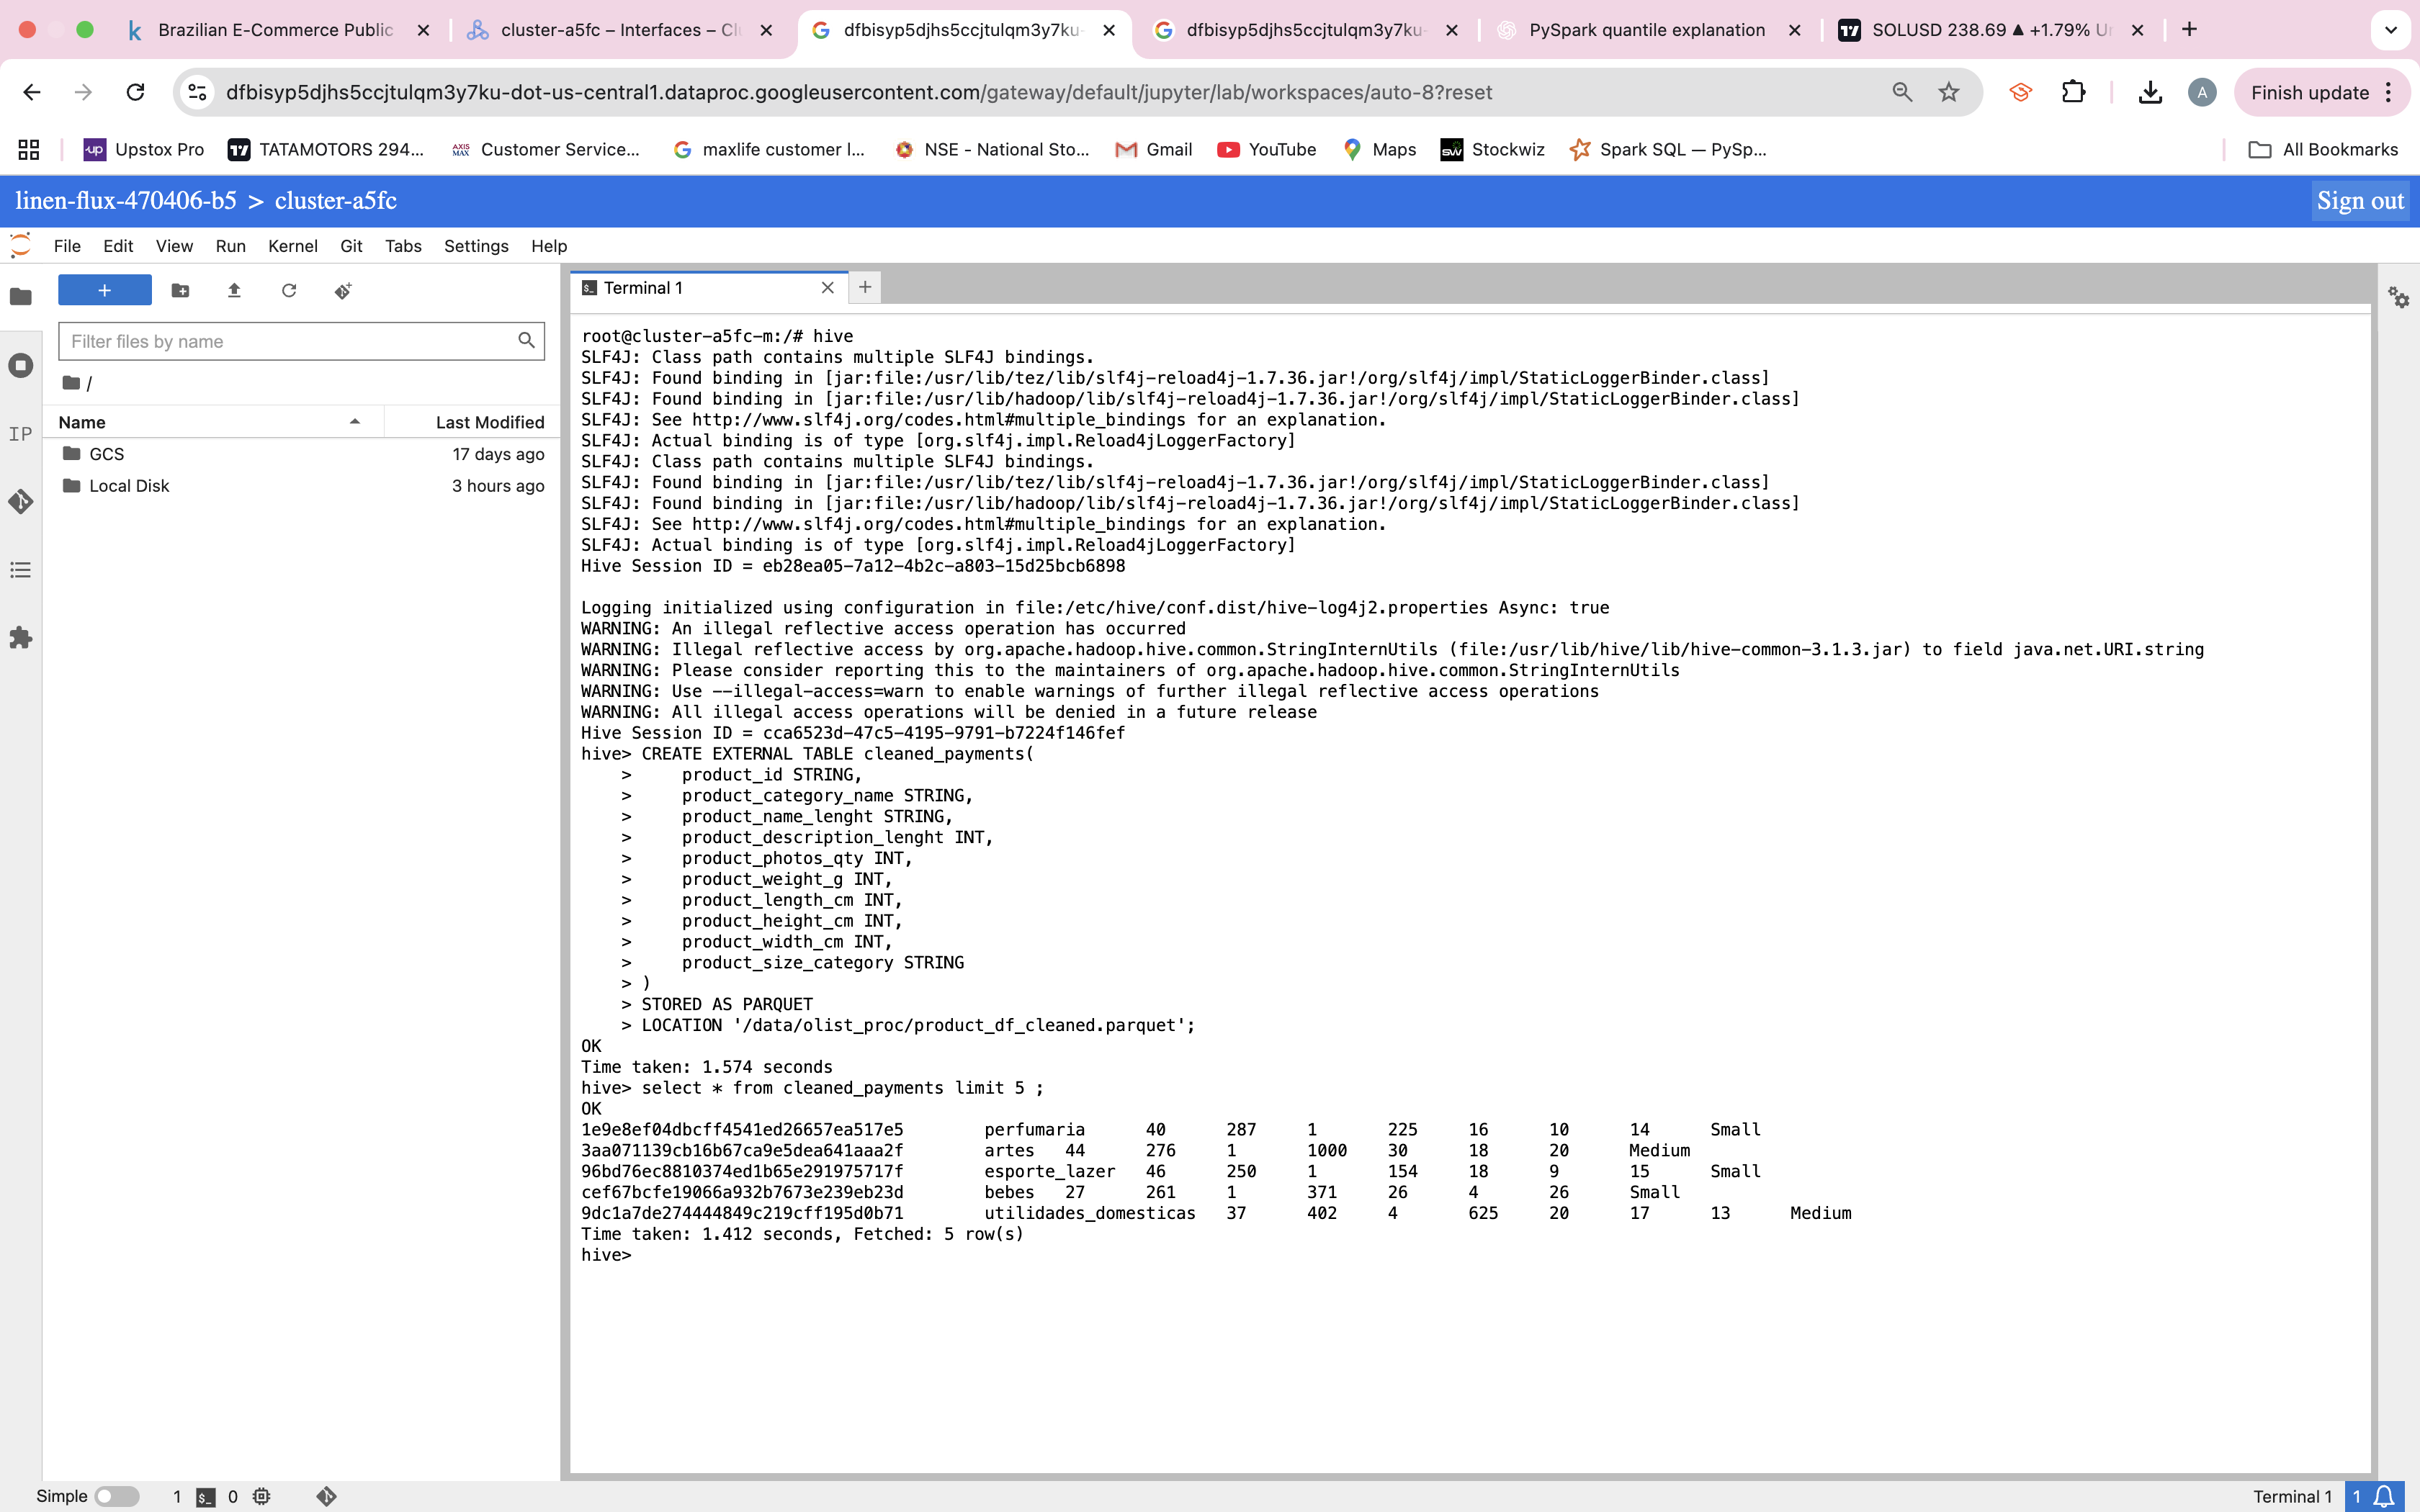 Brazilian E-Commerce Public
cluster-a5fc – Interfaces – Cl
dfbisyp5djhs5ccjtulqm3y7ku-
dfbisyp5djhs5ccjtulqm3y7ku-
PySpark quantile explanation
SOLUSD 238.69 ▲ +1.79% Un
dfbisyp5djhs5ccjtulqm3y7ku-dot-us-central1.dataproc.googleusercontent.com/gateway/default/jupyter/lab/workspaces/auto-8?reset
A
Finish update
Upstox Pro
TATAMOTORS 294...
Customer Service...
maxlife customer l...
NSE - National Sto...
Gmail
YouTube
Maps
Stockwiz
Spark SQL — PySp...
All Bookmarks
linen-flux-470406-b5 > cluster-a5fc
Sign out
File Edit View Run Kernel Git Tabs Settings Help
Filter files by name
/
Name Last Modified
GCS 17 days ago
Local Disk 3 hours ago
IP
Terminal 1
root@cluster-a5fc-m:/# hive
SLF4J: Class path contains multiple SLF4J bindings.
SLF4J: Found binding in [jar:file:/usr/lib/tez/lib/slf4j-reload4j-1.7.36.jar!/org/slf4j/impl/StaticLoggerBinder.class]
SLF4J: Found binding in [jar:file:/usr/lib/hadoop/lib/slf4j-reload4j-1.7.36.jar!/org/slf4j/impl/StaticLoggerBinder.class]
SLF4J: See http://www.slf4j.org/codes.html#multiple_bindings for an explanation.
SLF4J: Actual binding is of type [org.slf4j.impl.Reload4jLoggerFactory]
SLF4J: Class path contains multiple SLF4J bindings.
SLF4J: Found binding in [jar:file:/usr/lib/tez/lib/slf4j-reload4j-1.7.36.jar!/org/slf4j/impl/StaticLoggerBinder.class]
SLF4J: Found binding in [jar:file:/usr/lib/hadoop/lib/slf4j-reload4j-1.7.36.jar!/org/slf4j/impl/StaticLoggerBinder.class]
SLF4J: See http://www.slf4j.org/codes.html#multiple_bindings for an explanation.
SLF4J: Actual binding is of type [org.slf4j.impl.Reload4jLoggerFactory]
Hive Session ID = eb28ea05-7a12-4b2c-a803-15d25bcb6898
Logging initialized using configuration in file:/etc/hive/conf.dist/hive-log4j2.properties Async: true
WARNING: An illegal reflective access operation has occurred
WARNING: Illegal reflective access by org.apache.hadoop.hive.common.StringInternUtils (file:/usr/lib/hive/lib/hive-common-3.1.3.jar) to field java.net.URI.string
WARNING: Please consider reporting this to the maintainers of org.apache.hadoop.hive.common.StringInternUtils
WARNING: Use --illegal-access=warn to enable warnings of further illegal reflective access operations
WARNING: All illegal access operations will be denied in a future release
Hive Session ID = cca6523d-47c5-4195-9791-b7224f146fef
hive> CREATE EXTERNAL TABLE cleaned_payments(
> product_id STRING,
> product_category_name STRING,
> product_name_lenght STRING,
> product_description_lenght INT,
> product_photos_qty INT,
> product_weight_g INT,
> product_length_cm INT,
> product_height_cm INT,
> product_width_cm INT,
> product_size_category STRING
> )
> STORED AS PARQUET
> LOCATION '/data/olist_proc/product_df_cleaned.parquet';
OK
Time taken: 1.574 seconds
hive> select * from cleaned_payments limit 5 ;
OK
1e9e8ef04dbcff4541ed26657ea517e5 perfumaria 40 287 1 225 16 10 14 Small
3aa071139cb16b67ca9e5dea641aaa2f artes 44 276 1 1000 30 18 20 Medium
96bd76ec8810374ed1b65e291975717f esporte_lazer 46 250 1 154 18 9 15 Small
cef67bcfe19066a932b7673e239eb23d bebes 27 261 1 371 26 4 26 Small
9dc1a7de274444849c219cff195d0b71 utilidades_domesticas 37 402 4 625 20 17 13 Medium
Time taken: 1.412 seconds, Fetched: 5 row(s)
hive>
Simple 1 0
Terminal 1 1